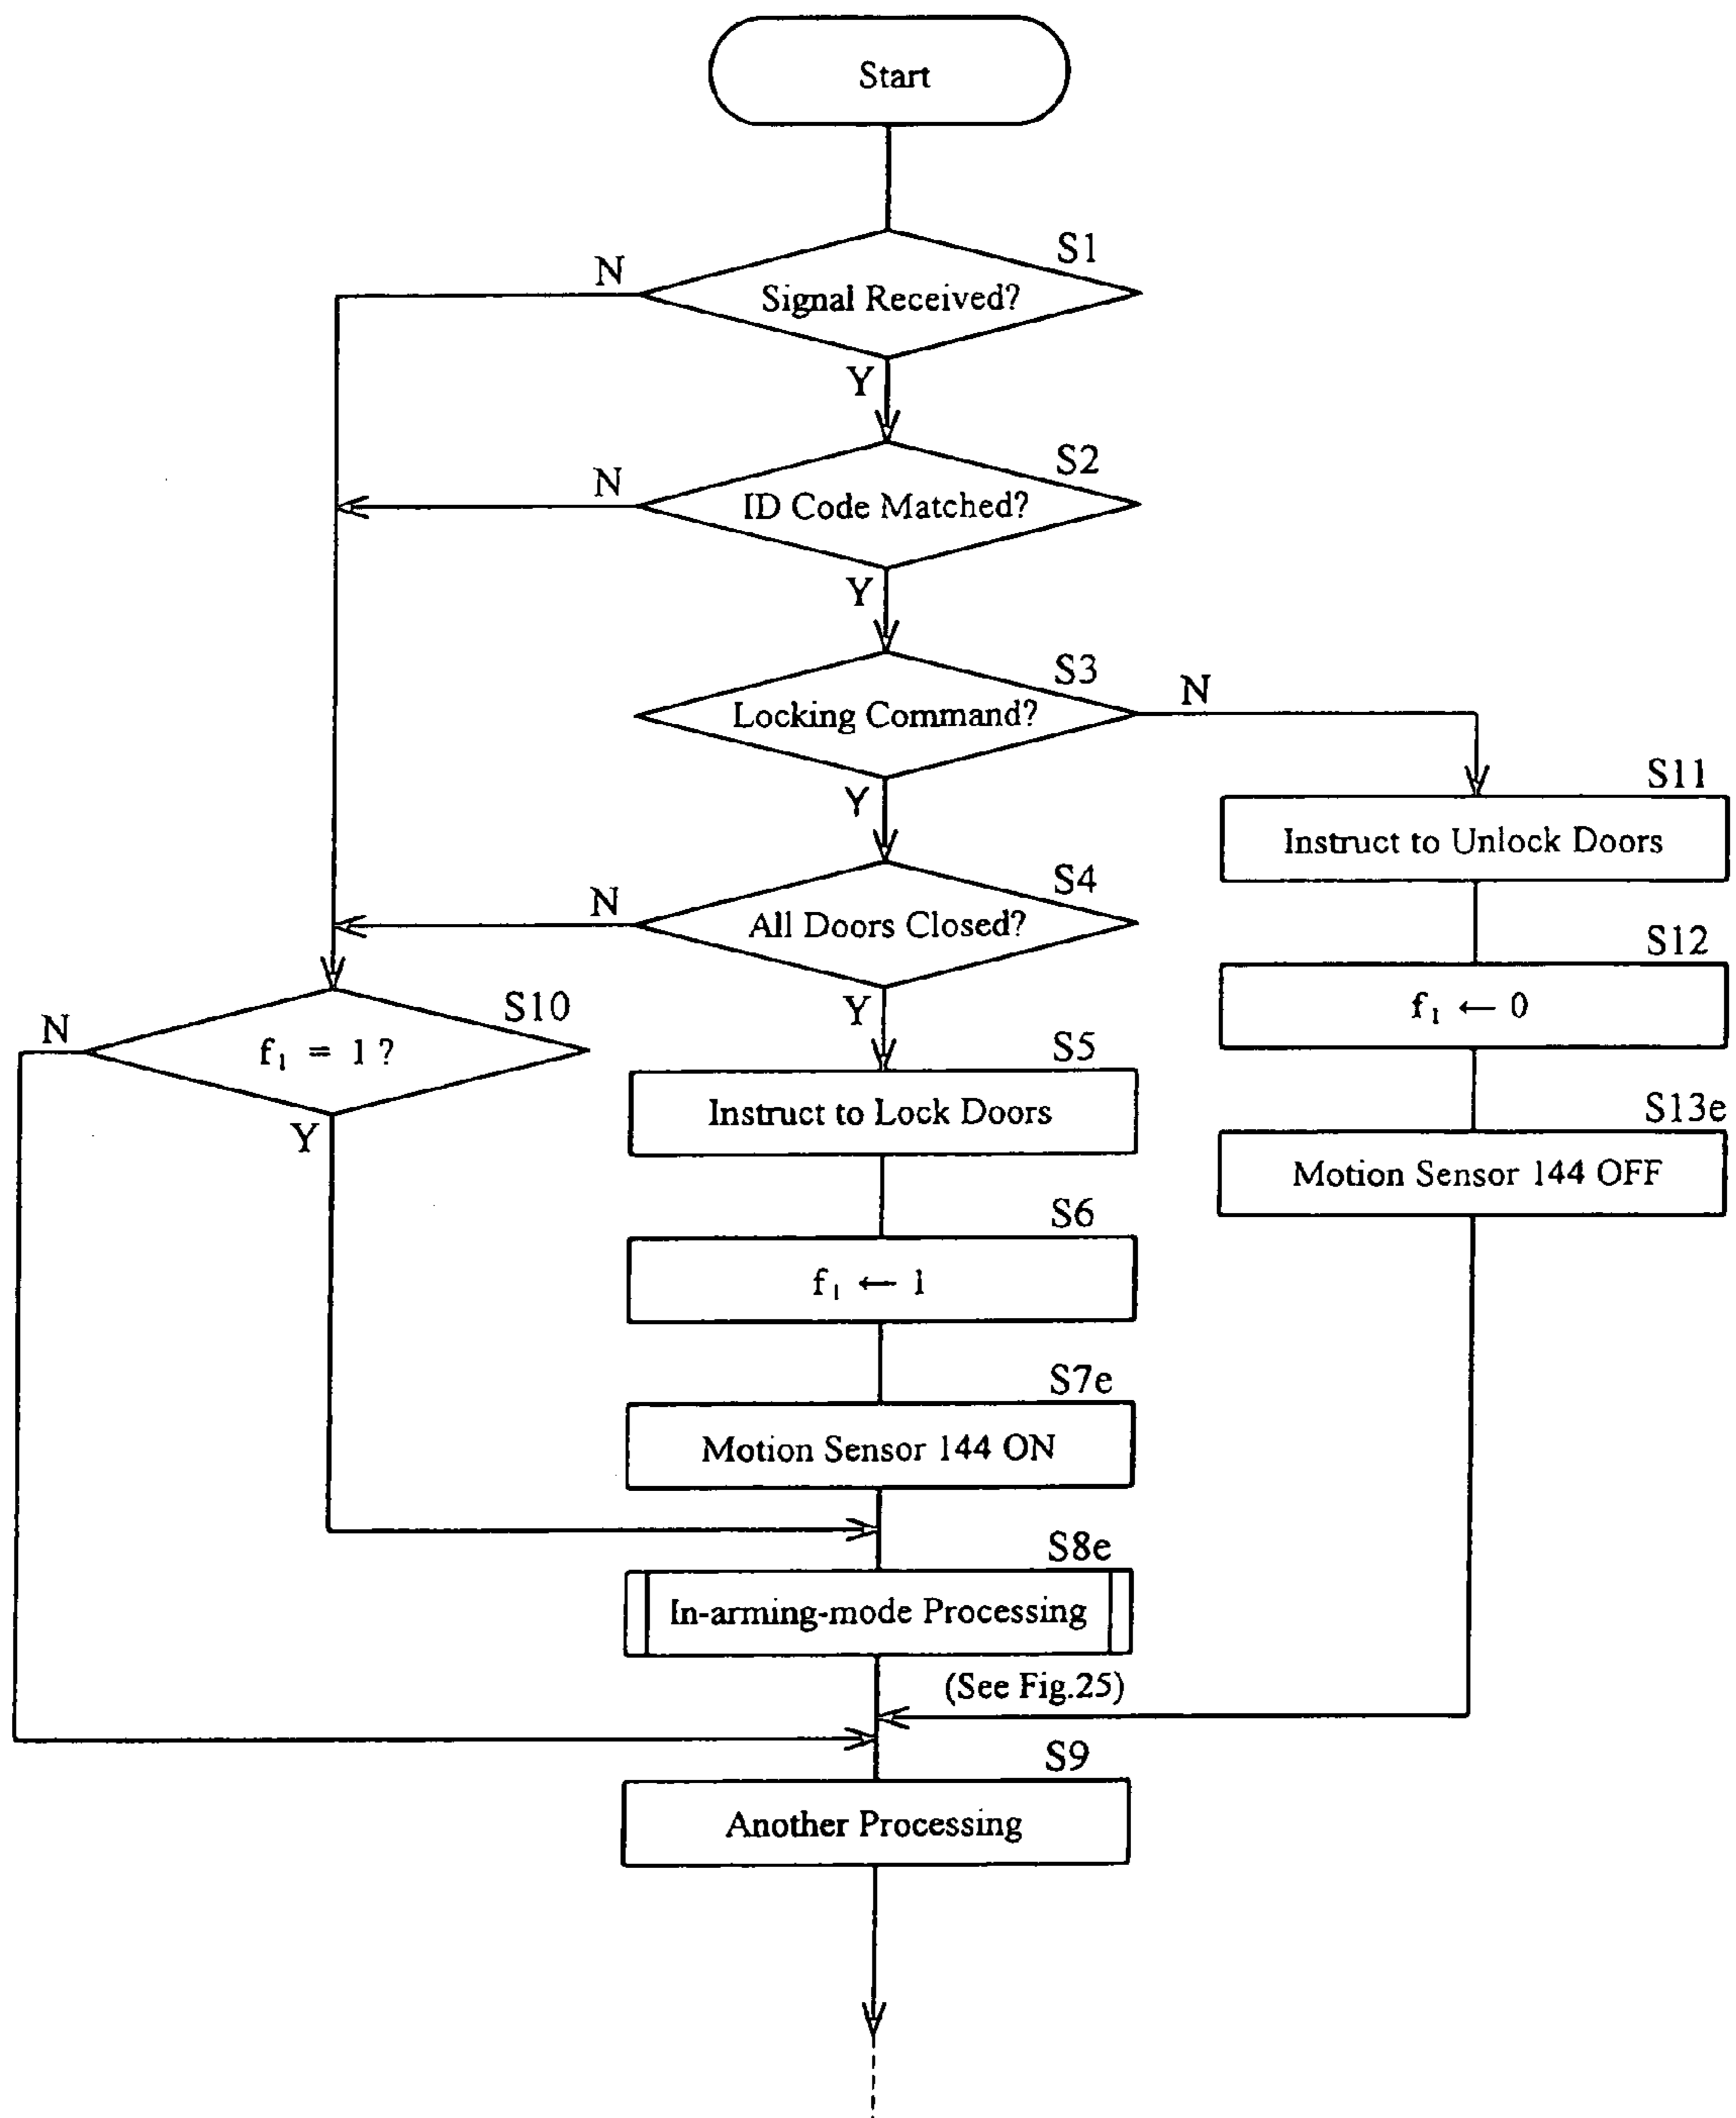 Start
S1
N
Signal Received?
Y
S2
N
ID Code Matched?
Y
S3
N
Locking Command?
Y
S11
Instruct to Unlock Doors
S4
N
All Doors Closed?
Y
S12
f₁ ← 0
S10
N
f₁ = 1 ?
Y
S5
Instruct to Lock Doors
S13e
Motion Sensor 144 OFF
S6
f₁ ← 1
S7e
Motion Sensor 144 ON
S8e
In-arming-mode Processing
(See Fig.25)
S9
Another Processing